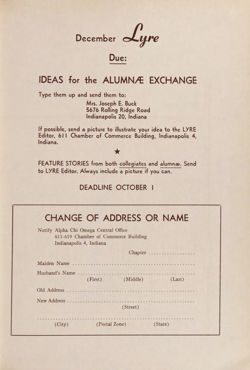 December Lyre
Due:
IDEAS for the ALUMNÆ EXCHANGE
Type them up and send them to:
Mrs. Joseph E. Buck
5676 Rolling Ridge Road
Indianapolis 20, Indiana
If possible, send a picture to illustrate your idea to the LYRE
Editor, 611 Chamber of Commerce Building, Indianapolis 4,
Indiana.
★
FEATURE STORIES from both collegiates and alumnæ. Send
to LYRE Editor. Always include a picture if you can.
DEADLINE OCTOBER 1
CHANGE OF ADDRESS OR NAME
Notify Alpha Chi Omega Central Office
611-619 Chamber of Commerce Building
Indianapolis 4, Indiana
Chapter
Maiden Name
Husband's Name
(First) (Middle) (Last)
Old Address
New Address
(Street)
(City) (Postal Zone) (State)